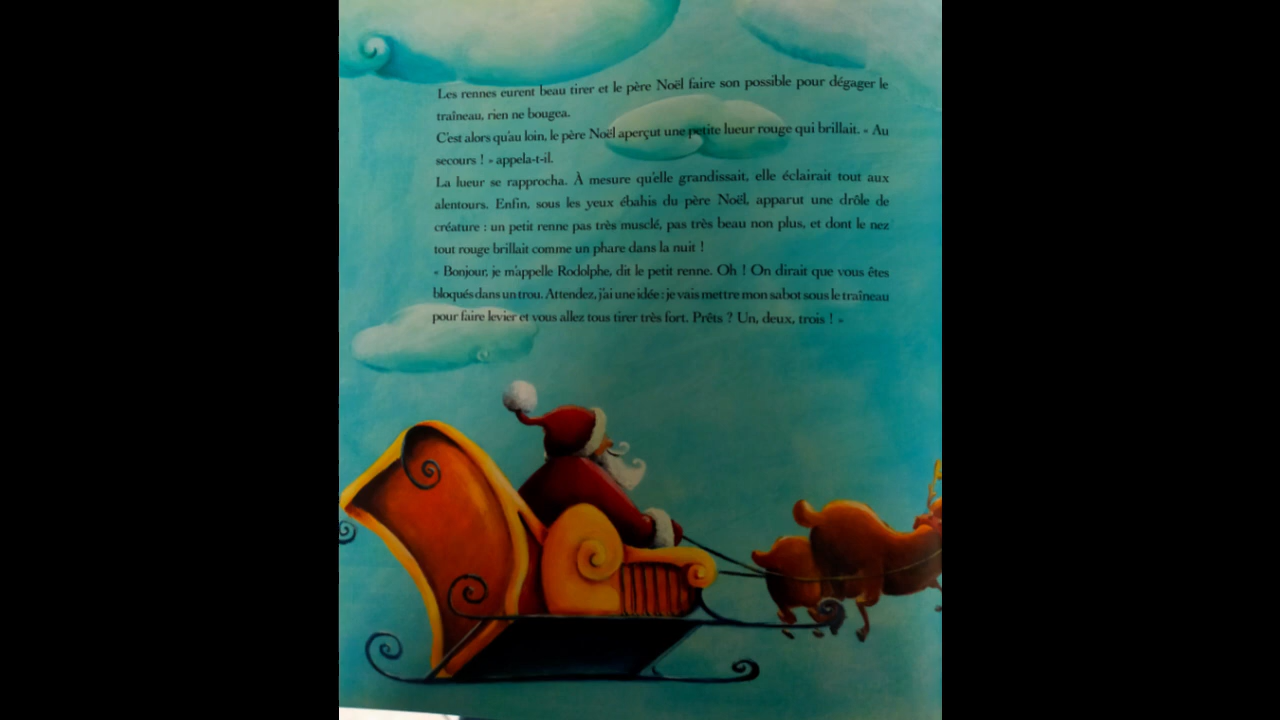 Les rennes eurent beau tirer et le père Noël faire son possible pour dégager le
traîneau, rien ne bougea.
C'est alors qu'au loin, le père Noël aperçut une petite lueur rouge qui brillait. « Au
secours ! » appela-t-il.
La lueur se rapprocha. À mesure qu'elle grandissait, elle éclairait tout aux
alentours. Enfin, sous les yeux ébahis du père Noël, apparut une drôle de
créature : un petit renne pas très musclé, pas très beau non plus, et dont le nez
tout rouge brillait comme un phare dans la nuit !
« Bonjour, je m'appelle Rodolphe, dit le petit renne. Oh ! On dirait que vous êtes
bloqués dans un trou. Attendez, j'ai une idée : je vais mettre mon sabot sous le traîneau
pour faire levier et vous allez tous tirer très fort. Prêts ? Un, deux, trois ! »